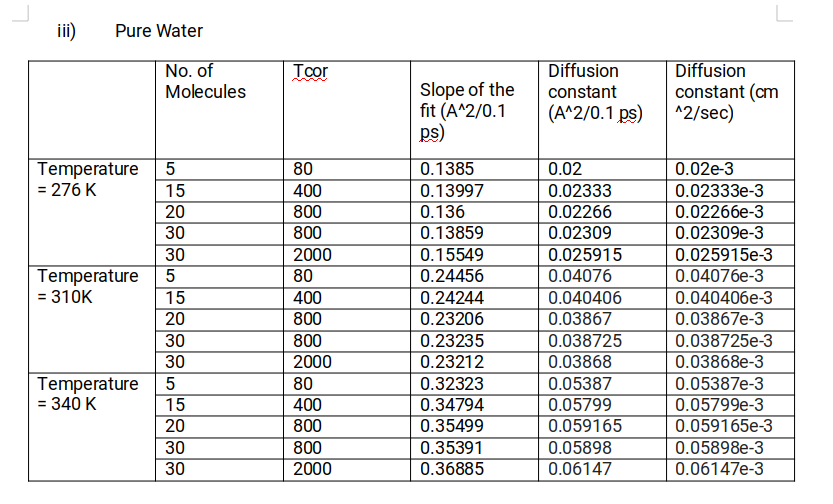 iii) Pure Water
No. of Molecules Tcor Slope of the fit (A^2/0.1 ps) Diffusion constant (A^2/0.1 ps) Diffusion constant (cm ^2/sec)
Temperature = 276 K 5 80 0.1385 0.02 0.02e-3
15 400 0.13997 0.02333 0.02333e-3
20 800 0.136 0.02266 0.02266e-3
30 800 0.13859 0.02309 0.02309e-3
30 2000 0.15549 0.025915 0.025915e-3
Temperature = 310K 5 80 0.24456 0.04076 0.04076e-3
15 400 0.24244 0.040406 0.040406e-3
20 800 0.23206 0.03867 0.03867e-3
30 800 0.23235 0.038725 0.038725e-3
30 2000 0.23212 0.03868 0.03868e-3
Temperature = 340 K 5 80 0.32323 0.05387 0.05387e-3
15 400 0.34794 0.05799 0.05799e-3
20 800 0.35499 0.059165 0.059165e-3
30 800 0.35391 0.05898 0.05898e-3
30 2000 0.36885 0.06147 0.06147e-3